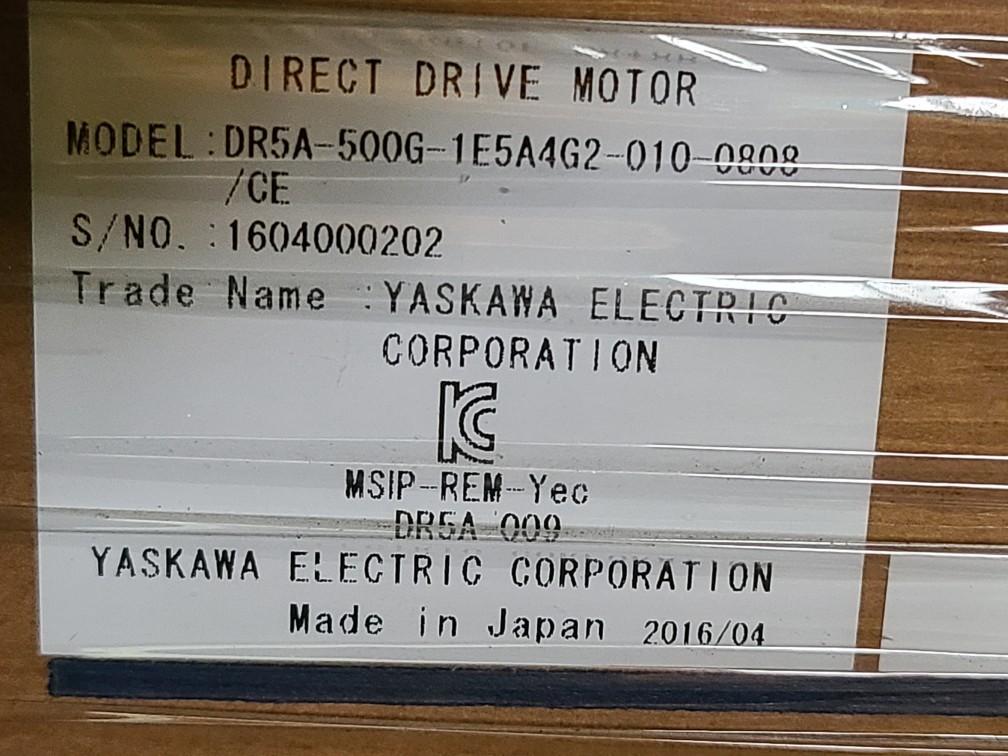 DIRECT DRIVE MOTOR
MODEL:DR5A-500G-1E5A4G2-010-0808
/CE
S/NO. :1604000202
Trade Name :YASKAWA ELECTRIC
CORPORATION
KC
MSIP-REM-Yec
DR5A 009
YASKAWA ELECTRIC CORPORATION
Made in Japan 2016/04